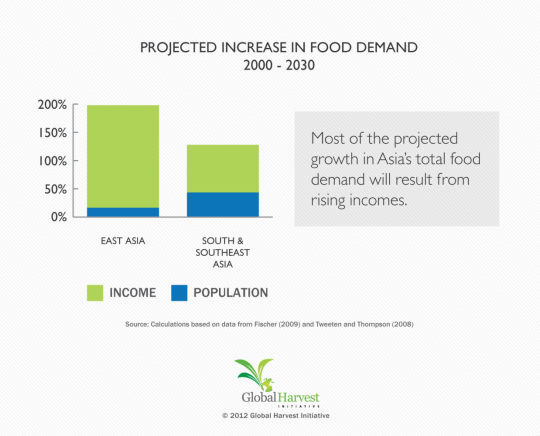 PROJECTED INCREASE IN FOOD DEMAND
2000 - 2030
200%
150%
100%
50%
0%
EAST ASIA
SOUTH &
SOUTHEAST
ASIA
INCOME
POPULATION
Most of the projected
growth in Asia's total food
demand will result from
rising incomes.
Source: Calculations based on data from Fischer (2009) and Tweeten and Thompson (2008)
GlobalHarvest
INITIATIVE
© 2012 Global Harvest Initiative